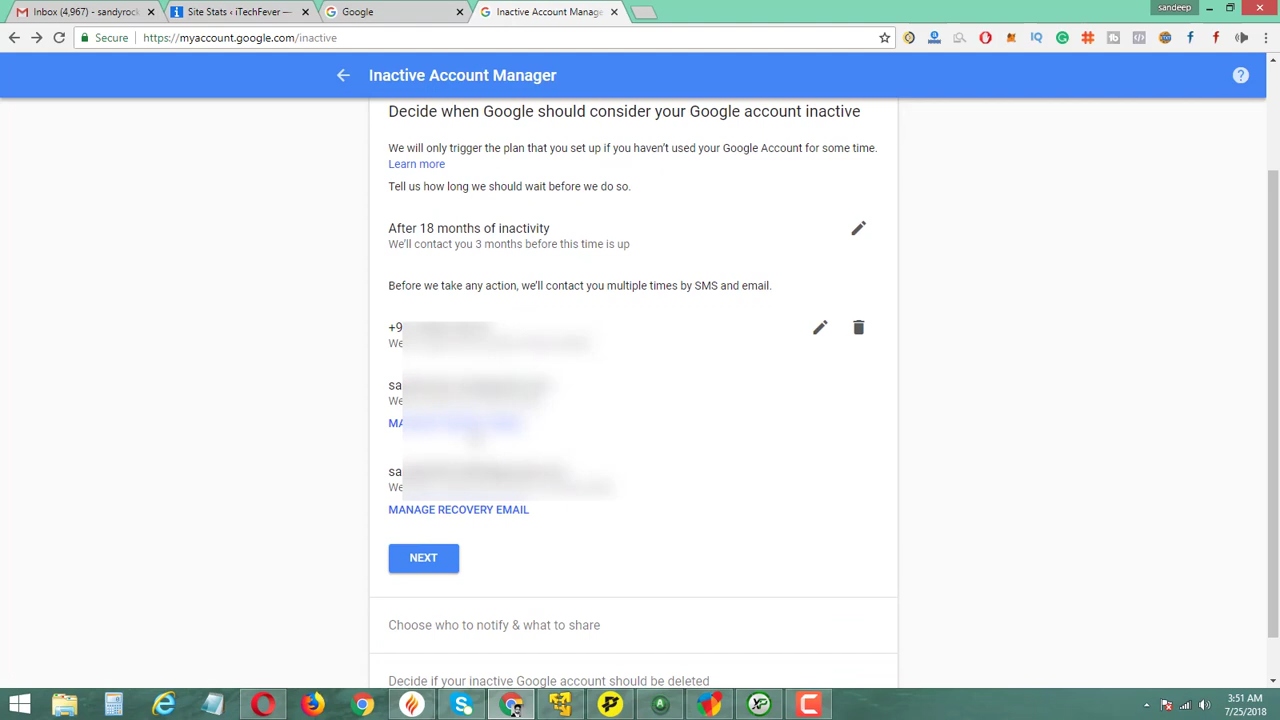 Inbox (4,967) - sandyrock
Site Stats ‹ iTechFever —
Google
Inactive Account Manage
sandeep
Secure
https://myaccount.google.com/inactive
Inactive Account Manager
Decide when Google should consider your Google account inactive
We will only trigger the plan that you set up if you haven't used your Google Account for some time.
Learn more
Tell us how long we should wait before we do so.
After 18 months of inactivity
We'll contact you 3 months before this time is up
Before we take any action, we'll contact you multiple times by SMS and email.
+9
We
sa
We
MA
sa
We
MANAGE RECOVERY EMAIL
NEXT
Choose who to notify & what to share
Decide if your inactive Google account should be deleted
3:51 AM
7/25/2018